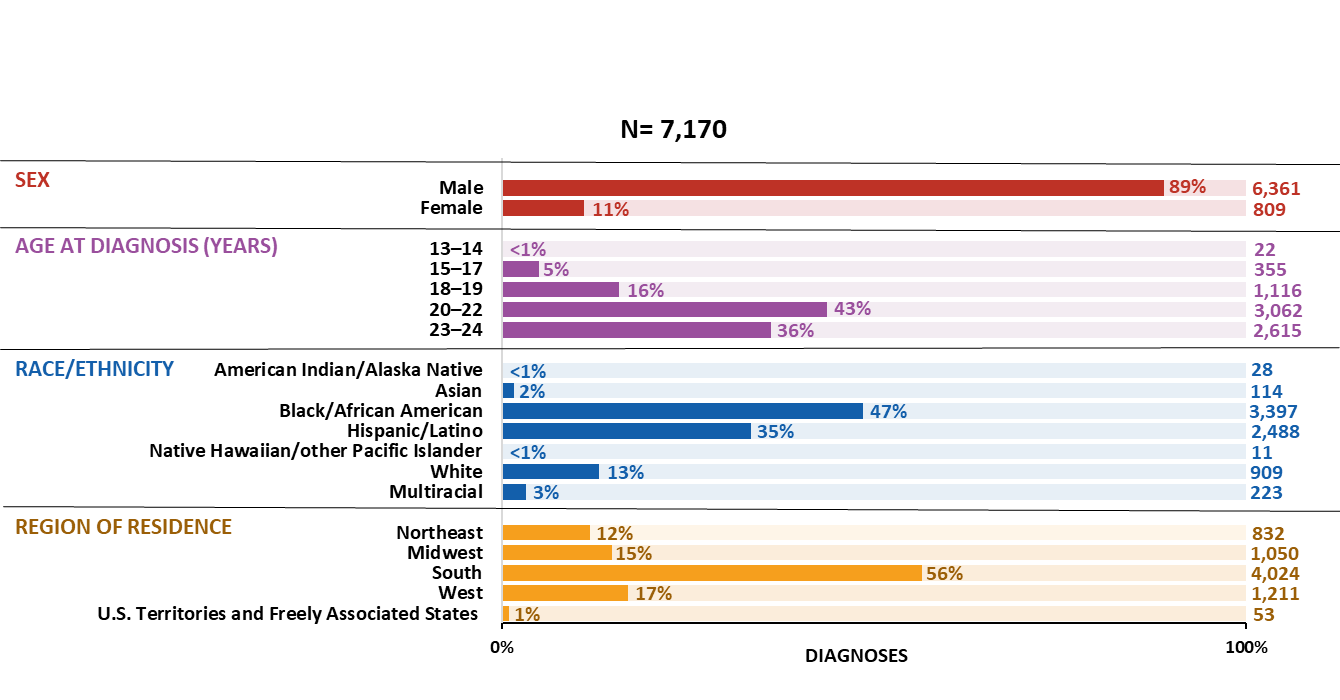 N= 7,170
SEX
Male 89% 6,361
Female 11% 809
AGE AT DIAGNOSIS (YEARS)
13–14 <1% 22
15–17 5% 355
18–19 16% 1,116
20–22 43% 3,062
23–24 36% 2,615
RACE/ETHNICITY
American Indian/Alaska Native <1% 28
Asian 2% 114
Black/African American 47% 3,397
Hispanic/Latino 35% 2,488
Native Hawaiian/other Pacific Islander <1% 11
White 13% 909
Multiracial 3% 223
REGION OF RESIDENCE
Northeast 12% 832
Midwest 15% 1,050
South 56% 4,024
West 17% 1,211
U.S. Territories and Freely Associated States 1% 53
0% 100%
DIAGNOSES